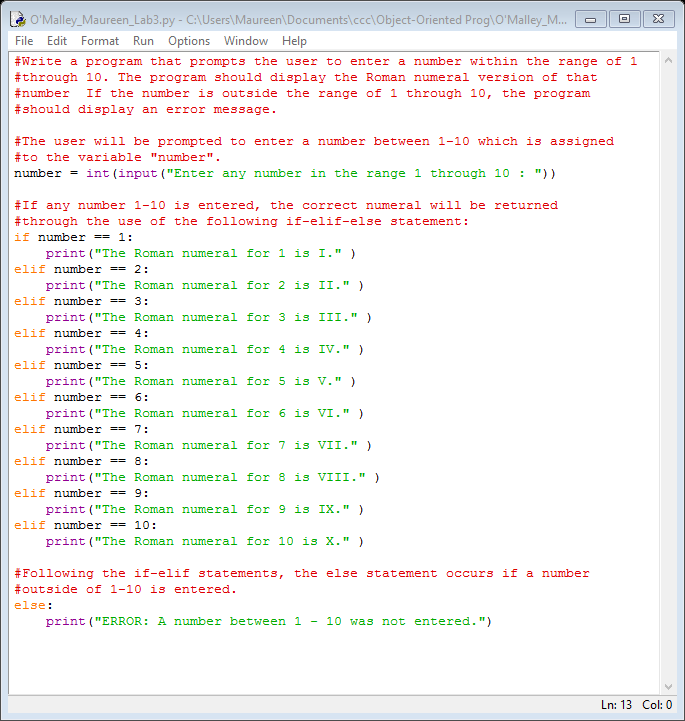 O'Malley_Maureen_Lab3.py - C:\Users\Maureen\Documents\ccc\Object-Oriented Prog\O'Malley_M...
File Edit Format Run Options Window Help
#Write a program that prompts the user to enter a number within the range of 1
#through 10. The program should display the Roman numeral version of that
#number  If the number is outside the range of 1 through 10, the program
#should display an error message.
#The user will be prompted to enter a number between 1-10 which is assigned
#to the variable "number".
number = int(input("Enter any number in the range 1 through 10 : "))
#If any number 1-10 is entered, the correct numeral will be returned
#through the use of the following if-elif-else statement:
if number == 1:
    print("The Roman numeral for 1 is I." )
elif number == 2:
    print("The Roman numeral for 2 is II." )
elif number == 3:
    print("The Roman numeral for 3 is III." )
elif number == 4:
    print("The Roman numeral for 4 is IV." )
elif number == 5:
    print("The Roman numeral for 5 is V." )
elif number == 6:
    print("The Roman numeral for 6 is VI." )
elif number == 7:
    print("The Roman numeral for 7 is VII." )
elif number == 8:
    print("The Roman numeral for 8 is VIII." )
elif number == 9:
    print("The Roman numeral for 9 is IX." )
elif number == 10:
    print("The Roman numeral for 10 is X." )
#Following the if-elif statements, the else statement occurs if a number
#outside of 1-10 is entered.
else:
    print("ERROR: A number between 1 - 10 was not entered.")
Ln: 13 Col: 0